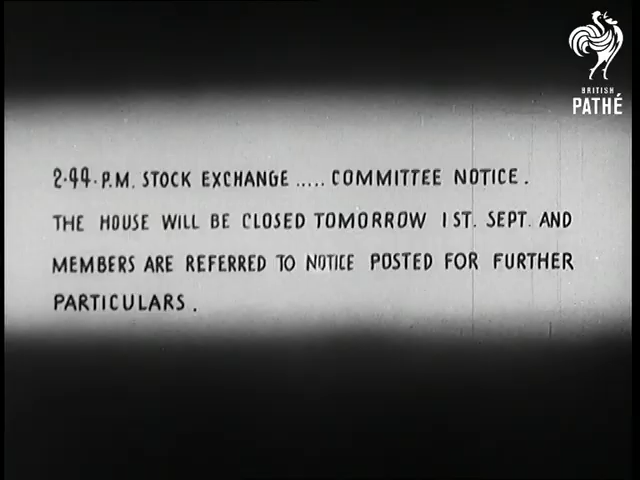 BRITISH
PATHÉ
2.44. P.M. STOCK EXCHANGE ..... COMMITTEE NOTICE.
THE HOUSE WILL BE CLOSED TOMORROW 1ST. SEPT. AND
MEMBERS ARE REFERRED TO NOTICE POSTED FOR FURTHER
PARTICULARS.